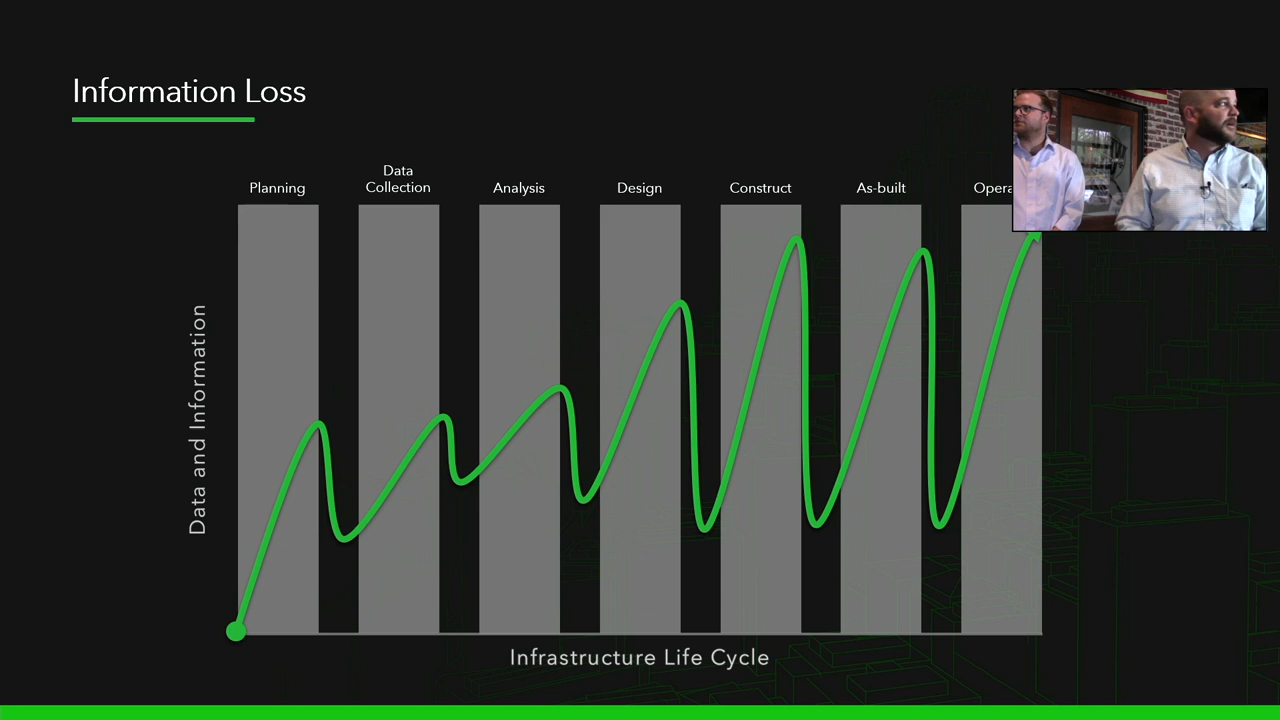 Information Loss
Planning
Data
Collection
Analysis
Design
Construct
As-built
Data and Information
Infrastructure Life Cycle